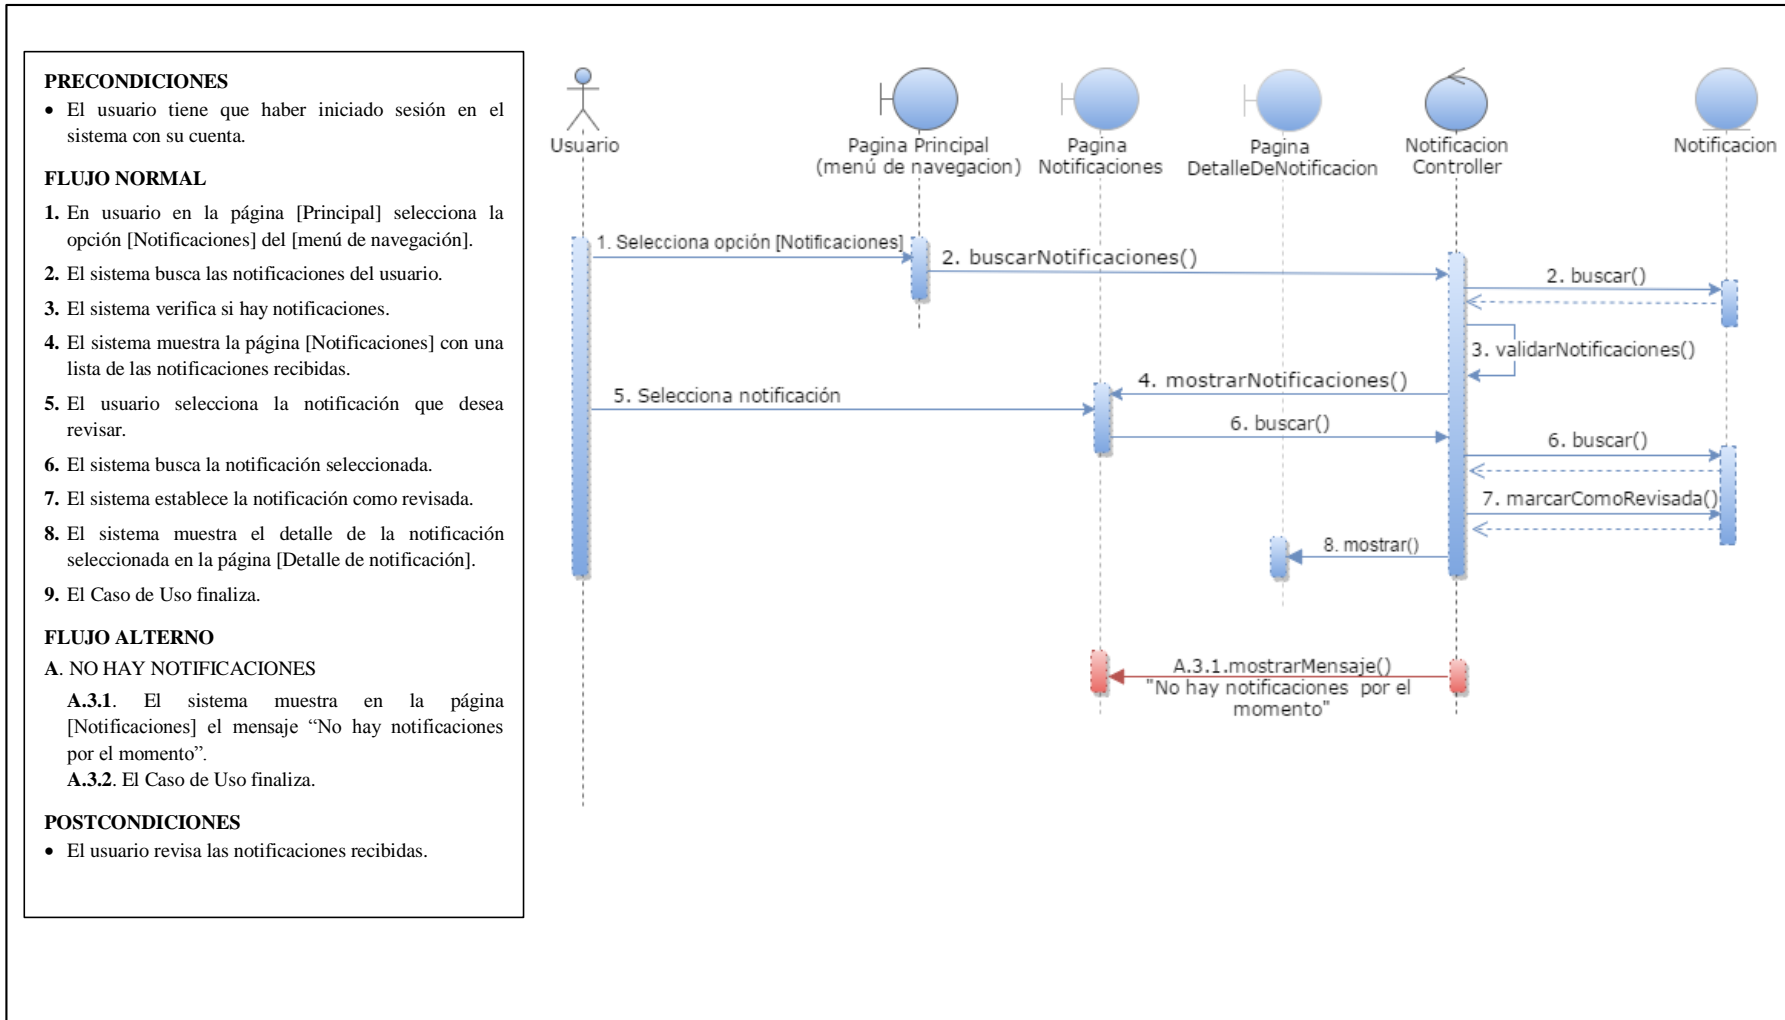 PRECONDICIONES
• El usuario tiene que haber iniciado sesión en el
sistema con su cuenta.
FLUJO NORMAL
1. En usuario en la página [Principal] selecciona la
opción [Notificaciones] del [menú de navegación].
2. El sistema busca las notificaciones del usuario.
3. El sistema verifica si hay notificaciones.
4. El sistema muestra la página [Notificaciones] con una
lista de las notificaciones recibidas.
5. El usuario selecciona la notificación que desea
revisar.
6. El sistema busca la notificación seleccionada.
7. El sistema establece la notificación como revisada.
8. El sistema muestra el detalle de la notificación
seleccionada en la página [Detalle de notificación].
9. El Caso de Uso finaliza.
FLUJO ALTERNO
A. NO HAY NOTIFICACIONES
A.3.1. El sistema muestra en la página
[Notificaciones] el mensaje “No hay notificaciones
por el momento”.
A.3.2. El Caso de Uso finaliza.
POSTCONDICIONES
• El usuario revisa las notificaciones recibidas.
Usuario
Pagina Principal
(menú de navegacion)
Pagina
Notificaciones
Pagina
DetalleDeNotificacion
Notificacion
Controller
Notificacion
1. Selecciona opción [Notificaciones]
2. buscarNotificaciones()
2. buscar()
3. validarNotificaciones()
4. mostrarNotificaciones()
5. Selecciona notificación
6. buscar()
6. buscar()
7. marcarComoRevisada()
8. mostrar()
A.3.1.mostrarMensaje()
"No hay notificaciones por el
momento"